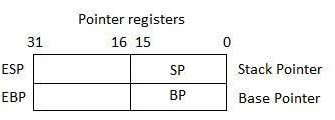 Pointer registers
31 16 15 0
ESP SP Stack Pointer
EBP BP Base Pointer